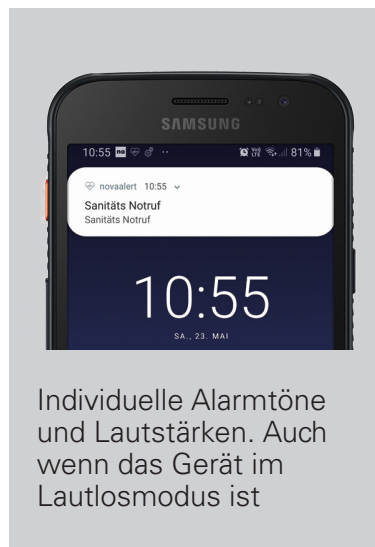 SAMSUNG
10:55 na 81%
novaalert 10:55
Sanitäts Notruf
Sanitäts Notruf
10:55
SA., 23. MAI
Individuelle Alarmtöne
und Lautstärken. Auch
wenn das Gerät im
Lautlosmodus ist